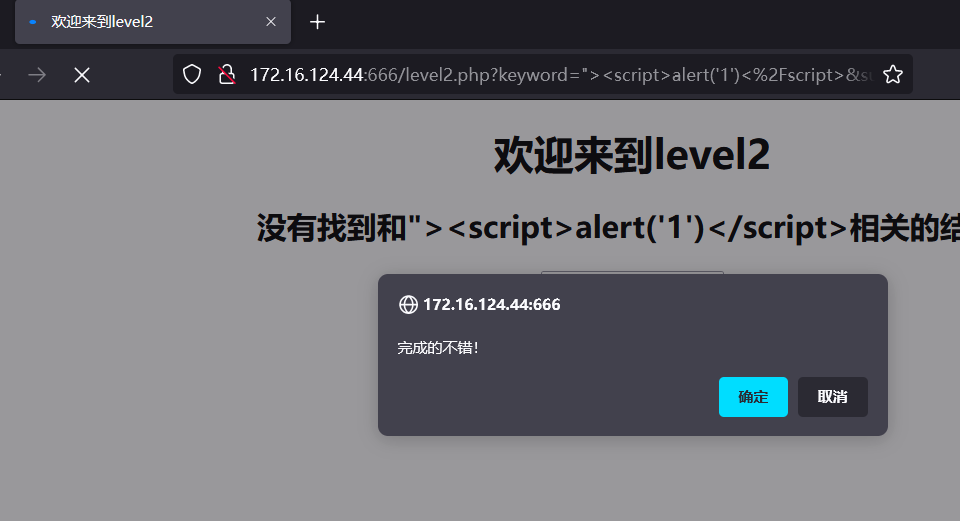 欢迎来到level2
172.16.124.44:666/level2.php?keyword="><script>alert('1')<%2Fscript>&su
欢迎来到level2
没有找到和"><script>alert('1')</script>相关的结
172.16.124.44:666
完成的不错!
确定 取消